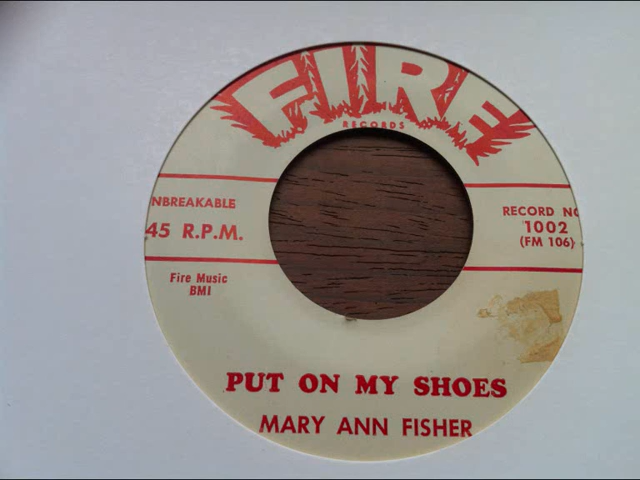 FIRE
RECORDS
NBREAKABLE
45 R.P.M.
RECORD NO
1002
(FM 106)
Fire Music
BMI
PUT ON MY SHOES
MARY ANN FISHER